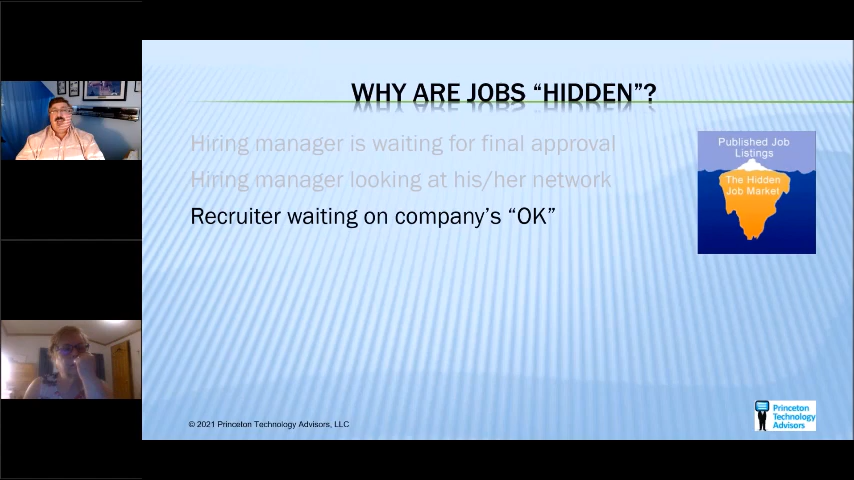 WHY ARE JOBS “HIDDEN”?
Hiring manager is waiting for final approval
Hiring manager looking at his/her network
Recruiter waiting on company’s “OK”
Published Job
Listings
The Hidden
Job Market
© 2021 Princeton Technology Advisors, LLC
Princeton
Technology
Advisors